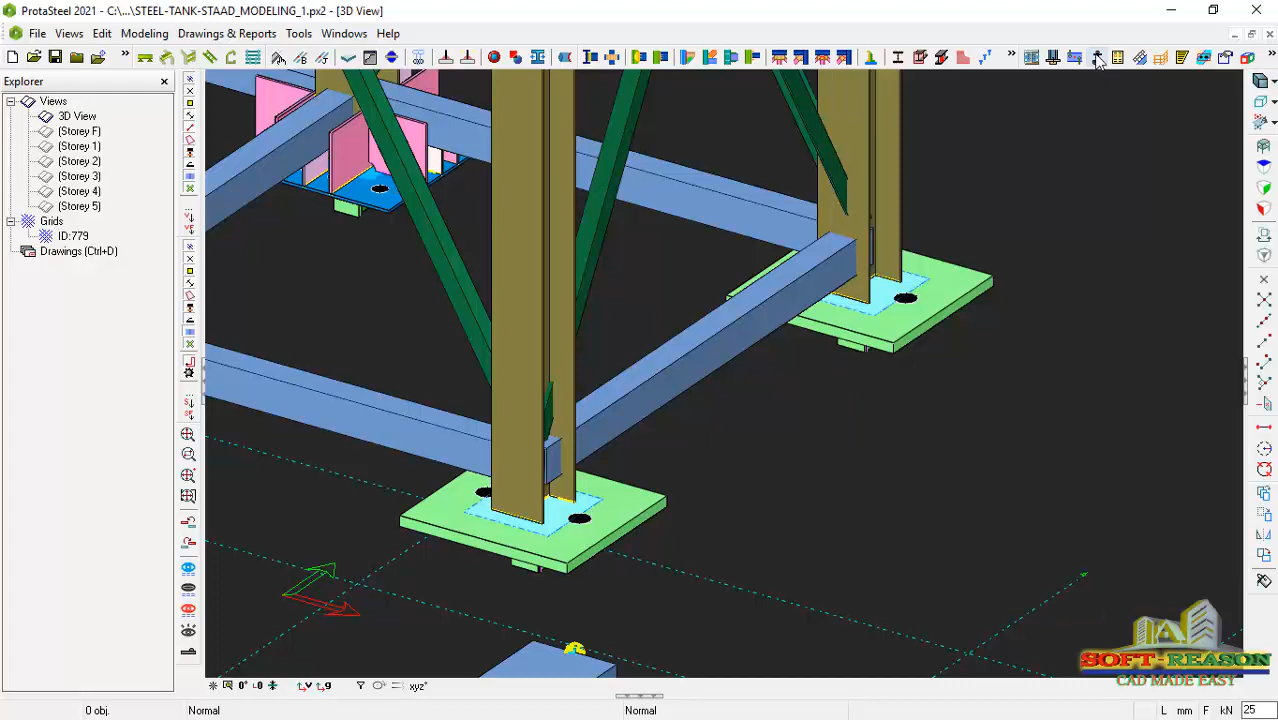 ProtaSteel 2021 - C:\...\STEEL-TANK-STAAD_MODELING_1.px2 - [3D View]
File Views Edit Modeling Drawings & Reports Tools Windows Help
Explorer
Views
3D View
(Storey F)
(Storey 1)
(Storey 2)
(Storey 3)
(Storey 4)
(Storey 5)
Grids
ID:779
Drawings (Ctrl+D)
SOFT-REASON
CAD MADE EASY
0 obj. Normal Normal L mm F kN 25